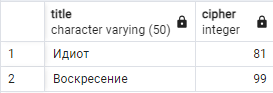 title
character varying (50)
cipher
integer
1 Идиот 81
2 Воскресение 99